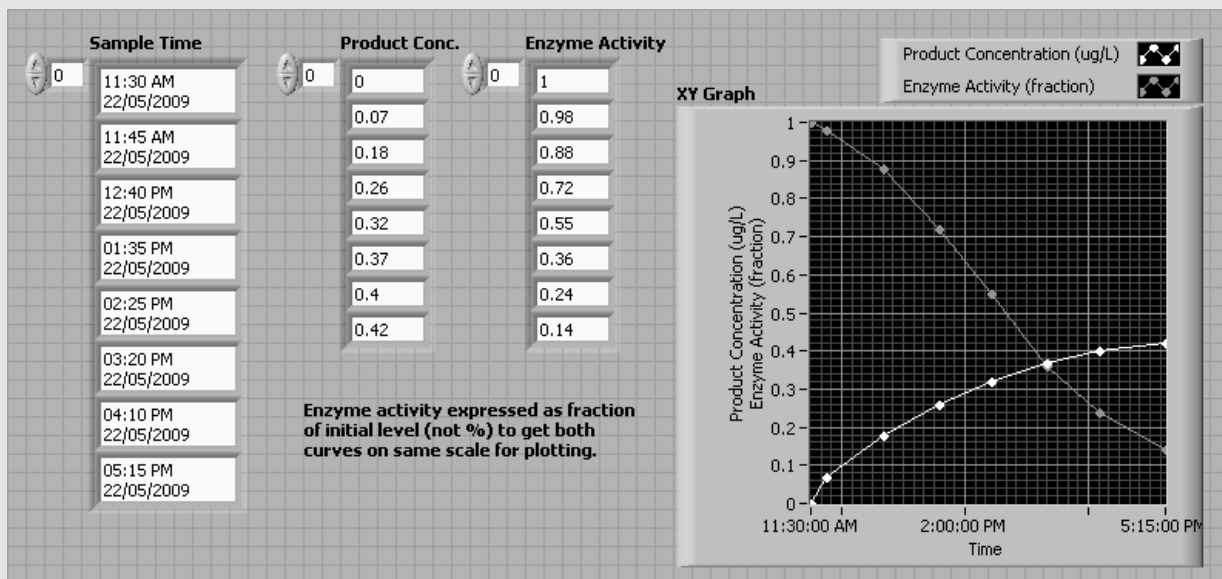 Sample Time
0
11:30 AM
22/05/2009
11:45 AM
22/05/2009
12:40 PM
22/05/2009
01:35 PM
22/05/2009
02:25 PM
22/05/2009
03:20 PM
22/05/2009
04:10 PM
22/05/2009
05:15 PM
22/05/2009
Product Conc.
0
0
0.07
0.18
0.26
0.32
0.37
0.4
0.42
Enzyme Activity
0
1
0.98
0.88
0.72
0.55
0.36
0.24
0.14
Enzyme activity expressed as fraction
of initial level (not %) to get both
curves on same scale for plotting.
Product Concentration (ug/L)
Enzyme Activity (fraction)
XY Graph
Product Concentration (ug/L)
Enzyme Activity (fraction)
1
0.9
0.8
0.7
0.6
0.5
0.4
0.3
0.2
0.1
0
11:30:00 AM
2:00:00 PM
5:15:00 PM
Time